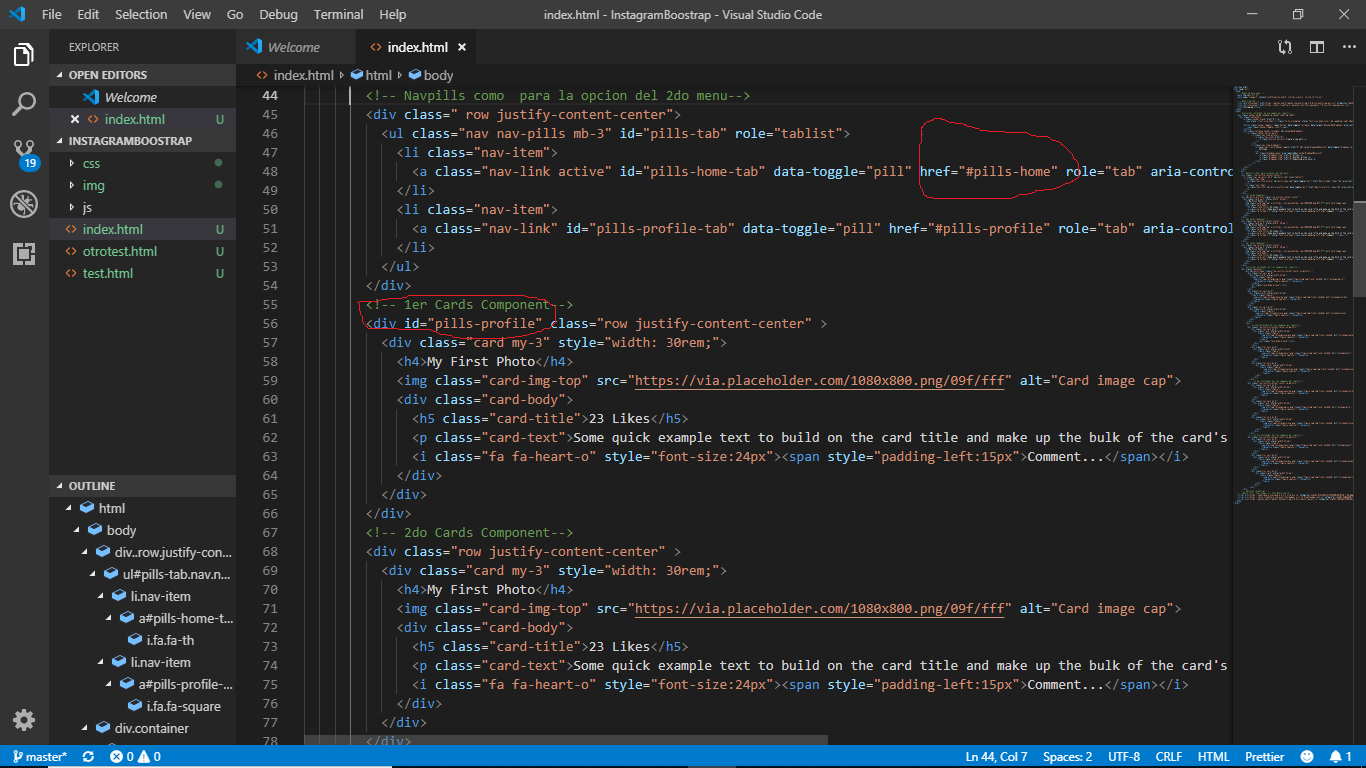 File Edit Selection View Go Debug Terminal Help
index.html - InstagramBoostrap - Visual Studio Code
EXPLORER
OPEN EDITORS
Welcome
index.html U
INSTAGRAMBOOSTRAP
css
img
js
index.html U
otrotest.html U
test.html U
OUTLINE
html
body
div..row.justify-con...
ul#pills-tab.nav.n...
li.nav-item
a#pills-home-t...
i.fa.fa-th
li.nav-item
a#pills-profile-...
i.fa.fa-square
div.container
19
Welcome
index.html
index.html html body
44 <!-- Navpills como  para la opcion del 2do menu-->
45 <div class=" row justify-content-center">
46 <ul class="nav nav-pills mb-3" id="pills-tab" role="tablist">
47 <li class="nav-item">
48 <a class="nav-link active" id="pills-home-tab" data-toggle="pill" href="#pills-home" role="tab" aria-contro
49 </li>
50 <li class="nav-item">
51 <a class="nav-link" id="pills-profile-tab" data-toggle="pill" href="#pills-profile" role="tab" aria-control
52 </li>
53 </ul>
54 </div>
55 <!-- 1er Cards Component-->
56 <div id="pills-profile" class="row justify-content-center" >
57 <div class="card my-3" style="width: 30rem;">
58 <h4>My First Photo</h4>
59 <img class="card-img-top" src="https://via.placeholder.com/1080x800.png/09f/fff" alt="Card image cap">
60 <div class="card-body">
61 <h5 class="card-title">23 Likes</h5>
62 <p class="card-text">Some quick example text to build on the card title and make up the bulk of the card's
63 <i class="fa fa-heart-o" style="font-size:24px"><span style="padding-left:15px">Comment...</span></i>
64 </div>
65 </div>
66 </div>
67 <!-- 2do Cards Component-->
68 <div class="row justify-content-center" >
69 <div class="card my-3" style="width: 30rem;">
70 <h4>My First Photo</h4>
71 <img class="card-img-top" src="https://via.placeholder.com/1080x800.png/09f/fff" alt="Card image cap">
72 <div class="card-body">
73 <h5 class="card-title">23 Likes</h5>
74 <p class="card-text">Some quick example text to build on the card title and make up the bulk of the card's
75 <i class="fa fa-heart-o" style="font-size:24px"><span style="padding-left:15px">Comment...</span></i>
76 </div>
77 </div>
78 </div>
master* 0 0 Ln 44, Col 7 Spaces: 2 UTF-8 CRLF HTML Prettier 1